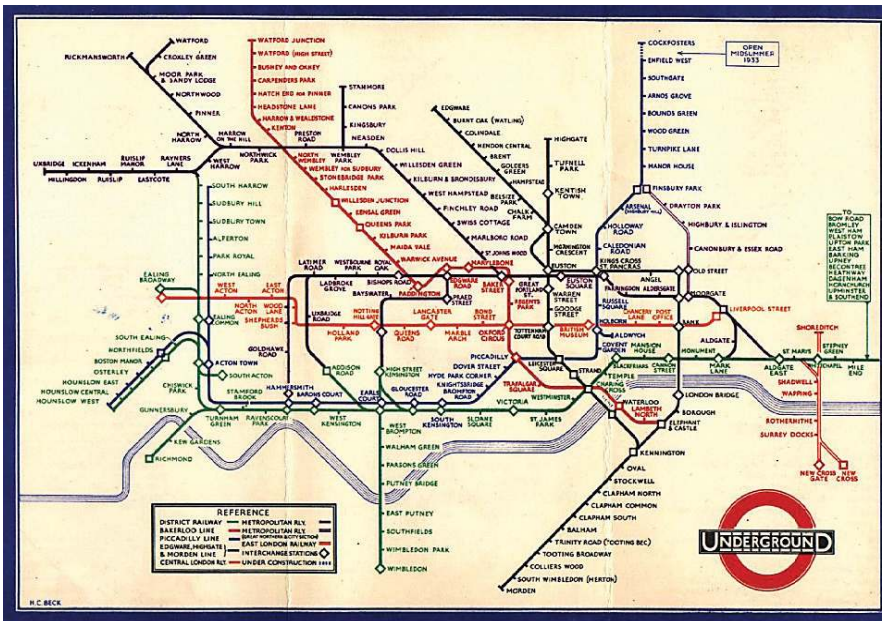 RICKMANSWORTH
WATFORD
CROXLEY GREEN
MOOR PARK
& SANDY LODGE
NORTHWOOD
PINNER
NORTH
HARROW
HARROW
ON THE HILL
NORTHWICK
PARK
PRESTON
ROAD
WEMBLEY
PARK
UXBRIDGE
ICKENHAM
RUISLIP
MANOR
RAYNERS
LANE
HILLINGDON
RUISLIP
EASTCOTE
WEST
HARROW
WATFORD JUNCTION
WATFORD (HIGH STREET)
BUSHEY AND OXHEY
CARPENDERS PARK
HATCH END FOR PINNER
HEADSTONE LANE
HARROW & WEALDSTONE
KENTON
NORTH
WEMBLEY
WEMBLEY FOR SUDBURY
STONEBRIDGE PARK
HARLESDEN
WILLESDEN JUNCTION
KENSAL GREEN
QUEENS PARK
KILBURN PARK
MAIDA VALE
WARWICK AVENUE
PADDINGTON
EDGWARE
ROAD
MARYLEBONE
STANMORE
CANONS PARK
KINGSBURY
NEASDEN
DOLLIS HILL
WILLESDEN GREEN
KILBURN & BRONDESBURY
WEST HAMPSTEAD
FINCHLEY ROAD
SWISS COTTAGE
MARLBORO ROAD
ST JOHNS WOOD
BAKER
STREET
EDGWARE
BURNT OAK (WATLING)
COLINDALE
HENDON CENTRAL
BRENT
GOLDERS
GREEN
HAMPSTEAD
BELSIZE
PARK
CHALK
FARM
HIGHGATE
TUFNELL
PARK
KENTISH
TOWN
CAMDEN
TOWN
MORNINGTON
CRESCENT
EUSTON
COCKFOSTERS
OPEN
MIDSUMMER
1933
ENFIELD WEST
SOUTHGATE
ARNOS GROVE
BOUNDS GREEN
WOOD GREEN
TURNPIKE LANE
MANOR HOUSE
FINSBURY PARK
ARSENAL
(HIGHBURY HILL)
HOLLOWAY
ROAD
CALEDONIAN
ROAD
KINGS CROSS
ST. PANCRAS
DRAYTON PARK
HIGHBURY & ISLINGTON
CANONBURY & ESSEX ROAD
OLD STREET
ANGEL
FARRINGDON
ALDERSGATE
MOORGATE
LIVERPOOL STREET
TO
BOW ROAD
BROMLEY
WEST HAM
PLAISTOW
UPTON PARK
EAST HAM
BARKING
UPNEY
BECONTREE
HEATHWAY
DAGENHAM
HORNCHURCH
UPMINSTER
& SOUTHEND
SOUTH HARROW
SUDBURY HILL
SUDBURY TOWN
ALPERTON
PARK ROYAL
NORTH EALING
EALING
BROADWAY
WEST
ACTON
EAST
ACTON
EALING
COMMON
NORTH
ACTON
WOOD
LANE
SHEPHERDS
BUSH
LATIMER
ROAD
WESTBOURNE
PARK
ROYAL
OAK
LADBROKE
GROVE
BISHOPS ROAD
BAYSWATER
PRAED
STREET
UXBRIDGE
ROAD
GOLDHAWK
ROAD
HOLLAND
PARK
NOTTING
HILL GATE
QUEENS
ROAD
LANCASTER
GATE
MARBLE
ARCH
BOND
STREET
OXFORD
CIRCUS
GREAT
PORTLAND
ST.
REGENTS
PARK
EUSTON
SQUARE
WARREN
STREET
GOODGE
STREET
TOTTENHAM
COURT ROAD
RUSSELL
SQUARE
BRITISH
MUSEUM
HOLBORN
CHANCERY
LANE
POST
OFFICE
BANK
ALDWYCH
COVENT
GARDEN
LEICESTER
SQUARE
STRAND
PICCADILLY
DOVER STREET
HYDE PARK CORNER
KNIGHTSBRIDGE
BROMPTON
ROAD
TRAFALGAR
SQUARE
CHARING
CROSS
TEMPLE
BLACKFRIARS
MANSION
HOUSE
CANNON
STREET
MONUMENT
MARK
LANE
ALDGATE
ALDGATE
EAST
ST MARYS
WHITECHAPEL
STEPNEY
GREEN
MILE
END
SHOREDITCH
SHADWELL
WAPPING
ROTHERHITHE
SURREY DOCKS
NEW CROSS
GATE
NEW
CROSS
SOUTH EALING
NORTHFIELDS
BOSTON MANOR
OSTERLEY
HOUNSLOW EAST
HOUNSLOW CENTRAL
HOUNSLOW WEST
SOUTH ACTON
ACTON TOWN
CHISWICK
PARK
GUNNERSBURY
KEW GARDENS
RICHMOND
TURNHAM
GREEN
STAMFORD
BROOK
RAVENSCOURT
PARK
HAMMERSMITH
BARONS COURT
WEST
KENSINGTON
ADDISON
ROAD
EARLS
COURT
HIGH STREET
KENSINGTON
GLOUCESTER
ROAD
SOUTH
KENSINGTON
SLOANE
SQUARE
VICTORIA
ST JAMES
PARK
WESTMINSTER
WATERLOO
LAMBETH
NORTH
ELEPHANT
& CASTLE
LONDON BRIDGE
BOROUGH
KENNINGTON
OVAL
STOCKWELL
CLAPHAM NORTH
CLAPHAM COMMON
CLAPHAM SOUTH
BALHAM
TRINITY ROAD (TOOTING BEC)
TOOTING BROADWAY
COLLIERS WOOD
SOUTH WIMBLEDON (MERTON)
MORDEN
WEST
BROMPTON
WALHAM GREEN
PARSONS GREEN
PUTNEY BRIDGE
EAST PUTNEY
SOUTHFIELDS
WIMBLEDON PARK
WIMBLEDON
RIVER
THAMES
REFERENCE
DISTRICT RAILWAY
BAKERLOO LINE
PICCADILLY LINE
EDGWARE, HIGHGATE
& MORDEN LINE
CENTRAL LONDON RLY.
METROPOLITAN RLY.
METROPOLITAN RLY.
(GREAT NORTHERN & CITY SECTION)
EAST LONDON RAILWAY
INTERCHANGE STATIONS
UNDER CONSTRUCTION
UNDERGROUND
H.C. BECK